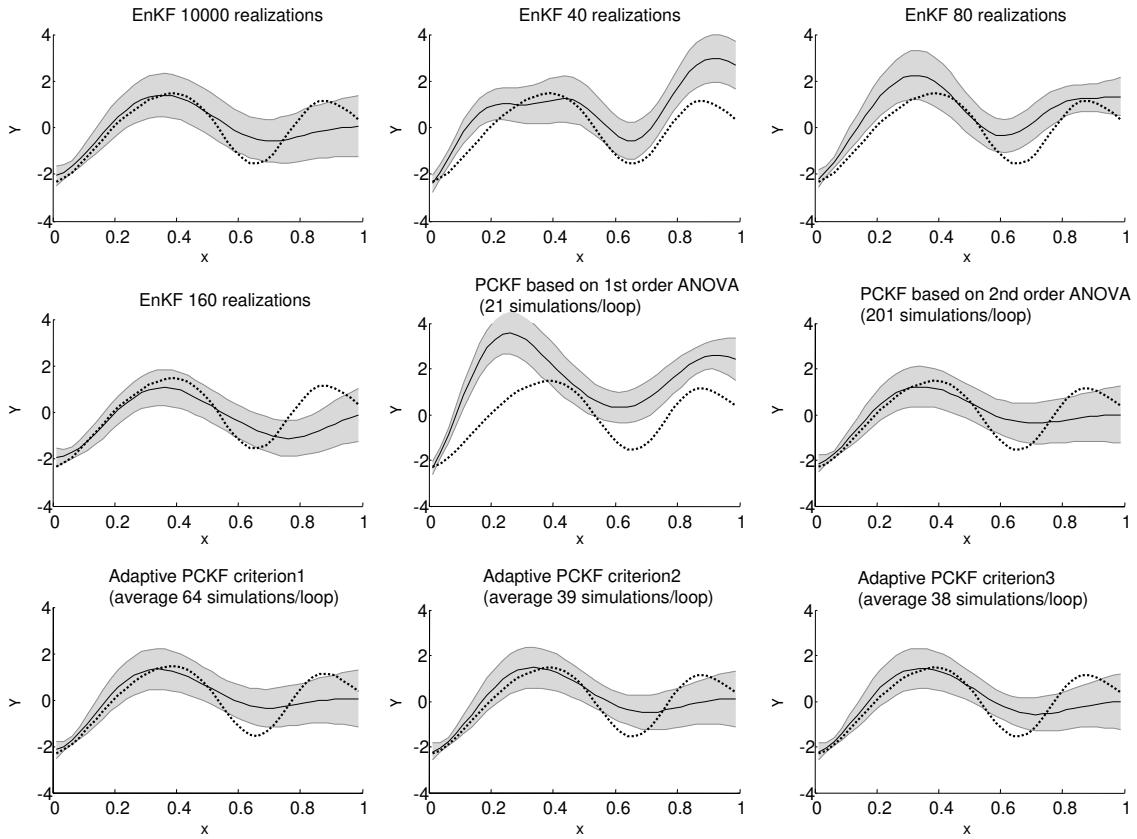 EnKF 10000 realizations
4
2
0
-2
-4
Y
0 0.2 0.4 0.6 0.8 1
x
EnKF 40 realizations
4
2
0
-2
-4
Y
0 0.2 0.4 0.6 0.8 1
x
EnKF 80 realizations
4
2
0
-2
-4
Y
0 0.2 0.4 0.6 0.8 1
x
EnKF 160 realizations
4
2
0
-2
-4
Y
0 0.2 0.4 0.6 0.8 1
x
PCKF based on 1st order ANOVA
(21 simulations/loop)
4
2
0
-2
-4
Y
0 0.2 0.4 0.6 0.8 1
x
PCKF based on 2nd order ANOVA
(201 simulations/loop)
4
2
0
-2
-4
Y
0 0.2 0.4 0.6 0.8 1
x
Adaptive PCKF criterion1
(average 64 simulations/loop)
4
2
0
-2
-4
Y
0 0.2 0.4 0.6 0.8 1
x
Adaptive PCKF criterion2
(average 39 simulations/loop)
4
2
0
-2
-4
Y
0 0.2 0.4 0.6 0.8 1
x
Adaptive PCKF criterion3
(average 38 simulations/loop)
4
2
0
-2
-4
Y
0 0.2 0.4 0.6 0.8 1
x